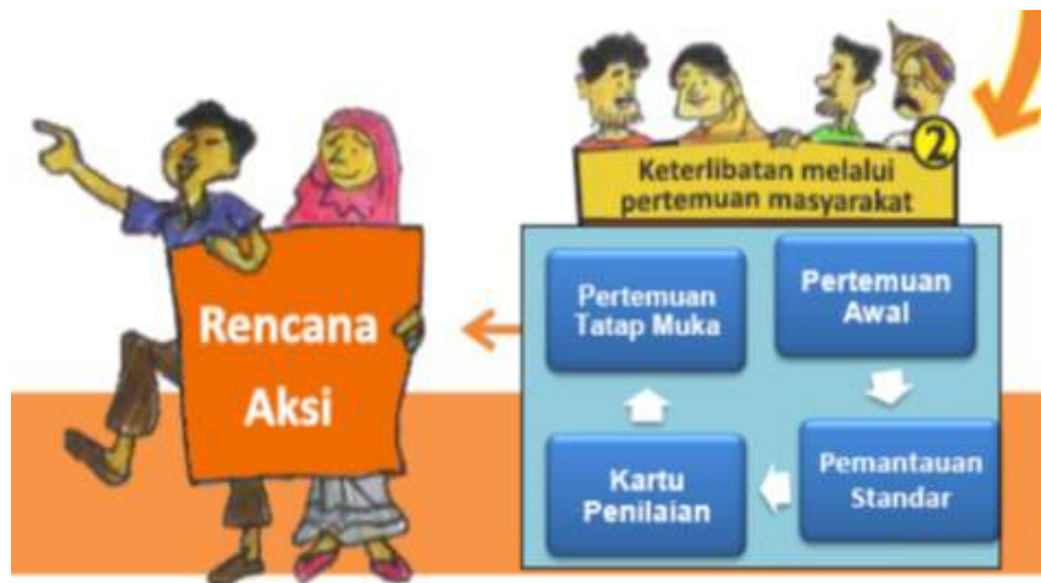 2
Keterlibatan melalui
pertemuan masyarakat
Pertemuan
Awal
Pemantauan
Standar
Kartu
Penilaian
Pertemuan
Tatap Muka
Rencana
Aksi